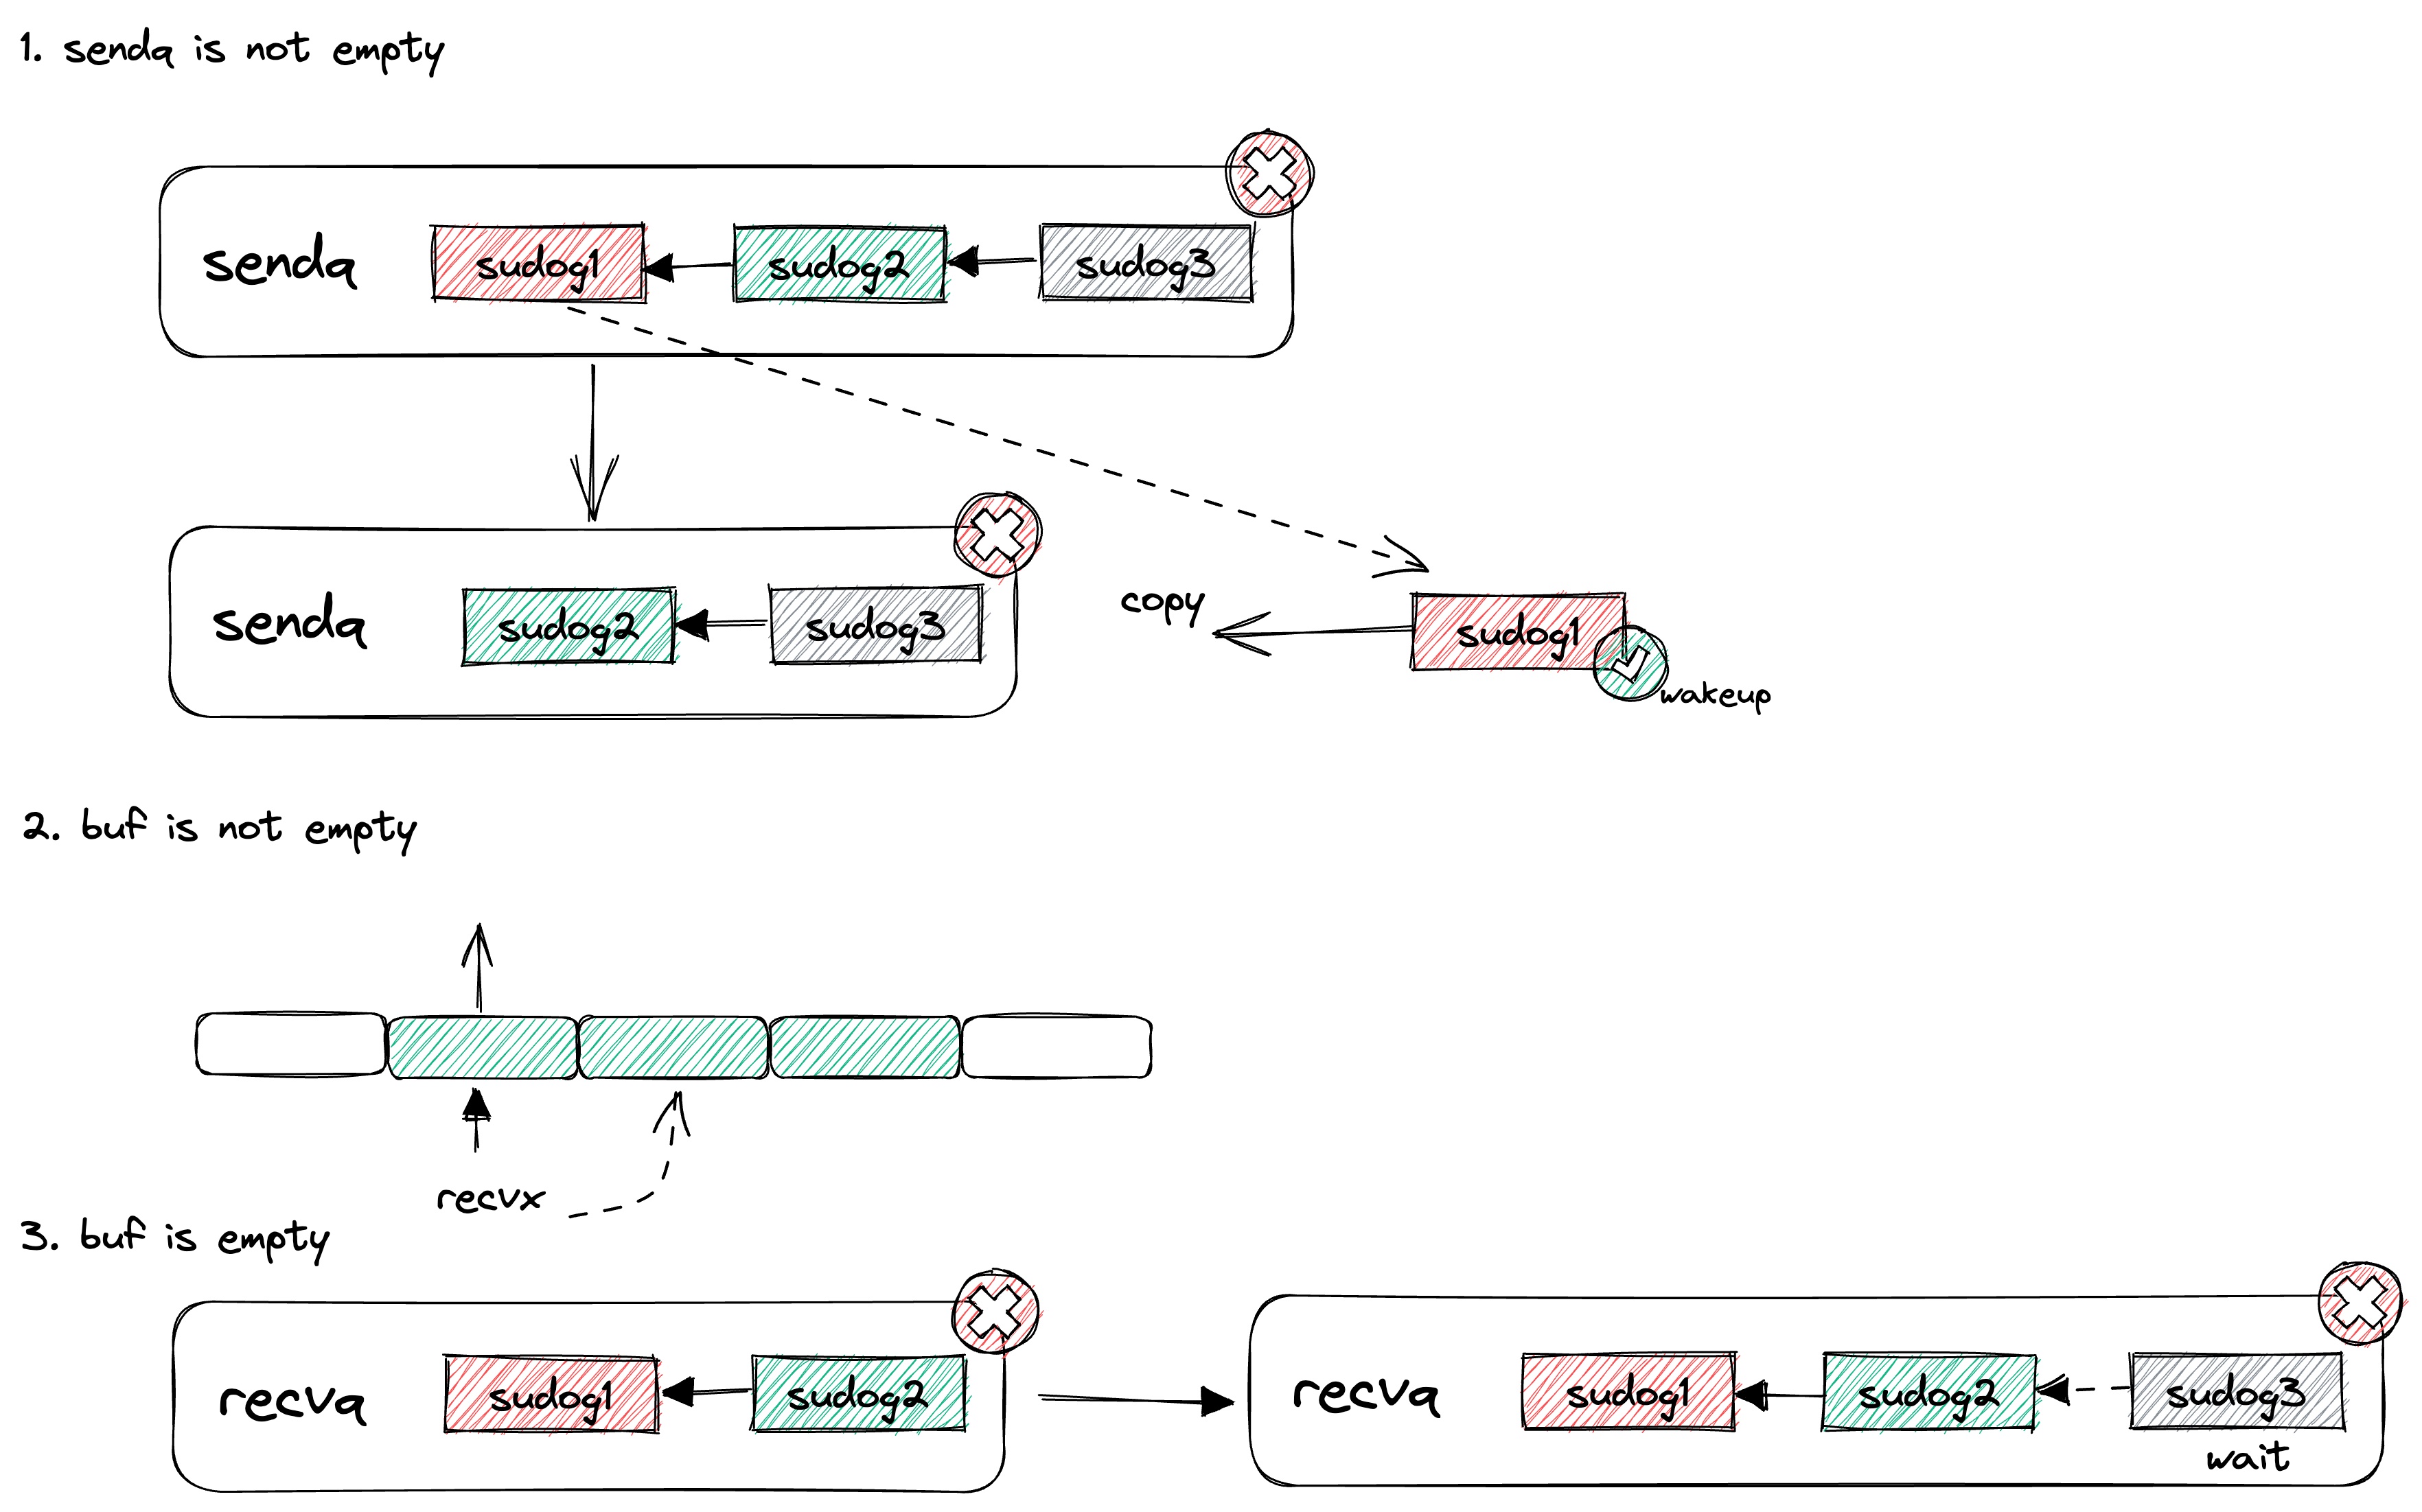 1. sendq is not empty
sendq
sudog1
sudog2
sudog3
sendq
sudog2
sudog3
copy
sudog1
wakeup
2. buf is not empty
recvx
3. buf is empty
recvq
sudog1
sudog2
recvq
sudog1
sudog2
sudog3
wait